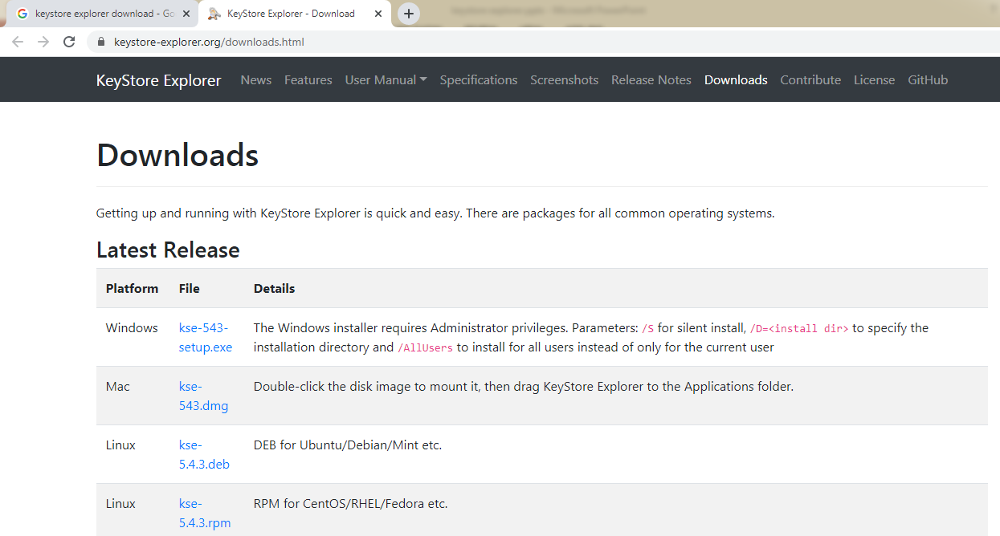 keystore explorer download - Go
KeyStore Explorer - Download
keystore-explorer.org/downloads.html
KeyStore Explorer News Features User Manual Specifications Screenshots Release Notes Downloads Contribute License GitHub
Downloads
Getting up and running with KeyStore Explorer is quick and easy. There are packages for all common operating systems.
Latest Release
Platform File Details
Windows kse-543- The Windows installer requires Administrator privileges. Parameters: /S for silent install, /D=<install dir> to specify the
setup.exe installation directory and /AllUsers to install for all users instead of only for the current user
Mac kse- Double-click the disk image to mount it, then drag KeyStore Explorer to the Applications folder.
543.dmg
Linux kse- DEB for Ubuntu/Debian/Mint etc.
5.4.3.deb
Linux kse- RPM for CentOS/RHEL/Fedora etc.
5.4.3.rpm